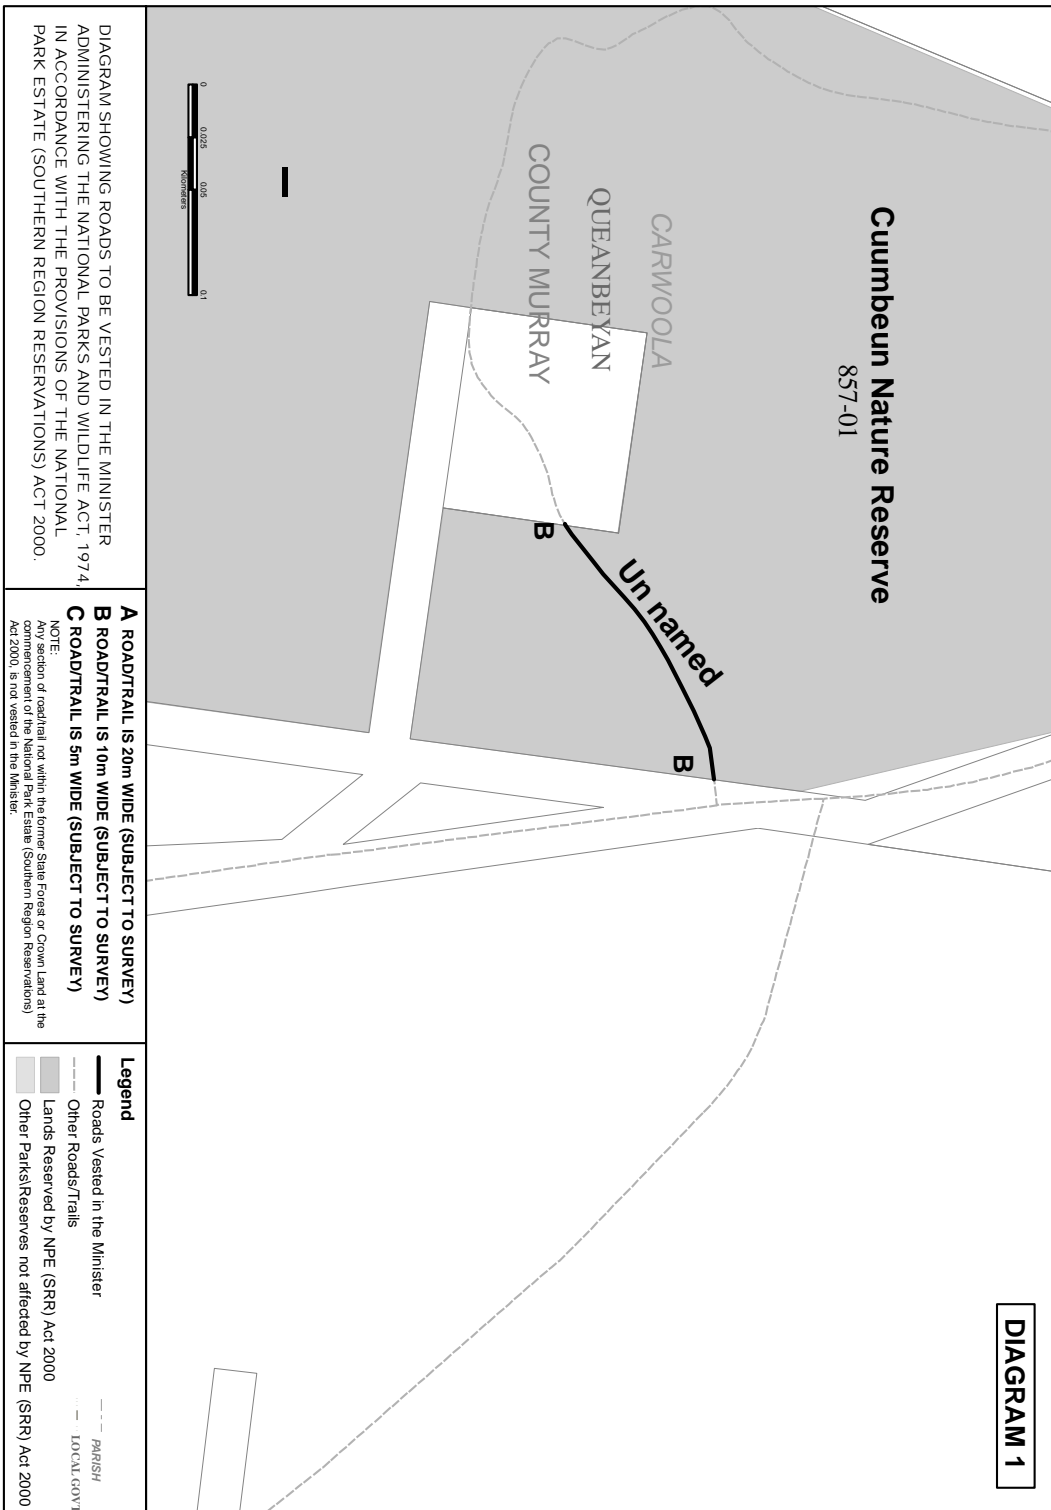 DIAGRAM 1
Cuumbeun Nature Reserve
857-01
CARWOOLA
QUEANBEYAN
COUNTY MURRAY
Un named
B
B
0 0.025 0.05 0.1
Kilometers
DIAGRAM SHOWING ROADS TO BE VESTED IN THE MINISTER
ADMINISTERING THE NATIONAL PARKS AND WILDLIFE ACT, 1974,
IN ACCORDANCE WITH THE PROVISIONS OF THE NATIONAL
PARK ESTATE (SOUTHERN REGION RESERVATIONS) ACT 2000.
A ROAD/TRAIL IS 20m WIDE (SUBJECT TO SURVEY)
B ROAD/TRAIL IS 10m WIDE (SUBJECT TO SURVEY)
C ROAD/TRAIL IS 5m WIDE (SUBJECT TO SURVEY)
NOTE:
Any section of road/trail not within the former State Forest or Crown Land at the
commencement of the National Park Estate (Southern Region Reservations)
Act 2000, is not vested in the Minister.
Legend
Roads Vested in the Minister
Other Roads/Trails
Lands Reserved by NPE (SRR) Act 2000
Other Parks\Reserves not affected by NPE (SRR) Act 2000
PARISH
LOCAL GOVT